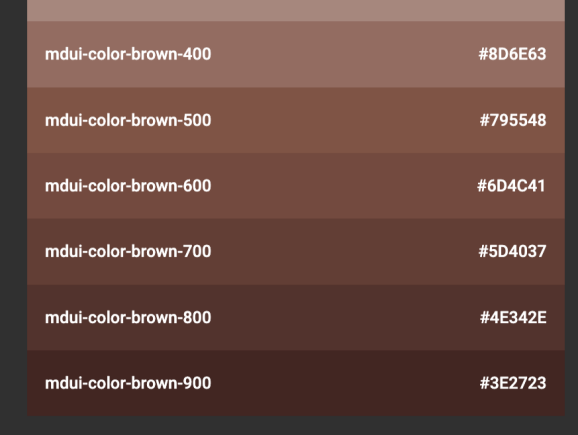 mdui-color-brown-400 #8D6E63
mdui-color-brown-500 #795548
mdui-color-brown-600 #6D4C41
mdui-color-brown-700 #5D4037
mdui-color-brown-800 #4E342E
mdui-color-brown-900 #3E2723